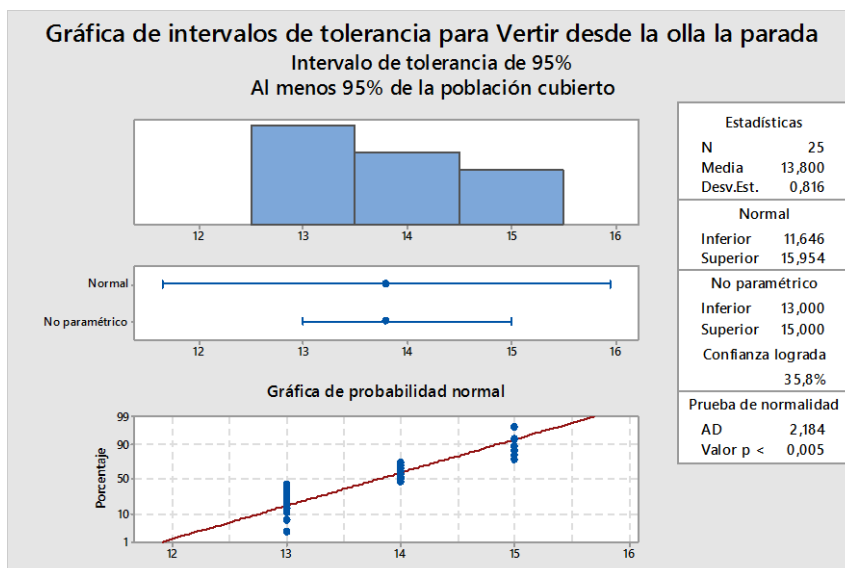 Gráfica de intervalos de tolerancia para Vertir desde la olla la parada
Intervalo de tolerancia de 95%
Al menos 95% de la población cubierto
12 13 14 15 16
Normal
No paramétrico
12 13 14 15 16
Gráfica de probabilidad normal
Porcentaje
99
90
50
10
1
12 13 14 15 16
Estadísticas
N 25
Media 13,800
Desv.Est. 0,816
Normal
Inferior 11,646
Superior 15,954
No paramétrico
Inferior 13,000
Superior 15,000
Confianza lograda
35,8%
Prueba de normalidad
AD 2,184
Valor p < 0,005